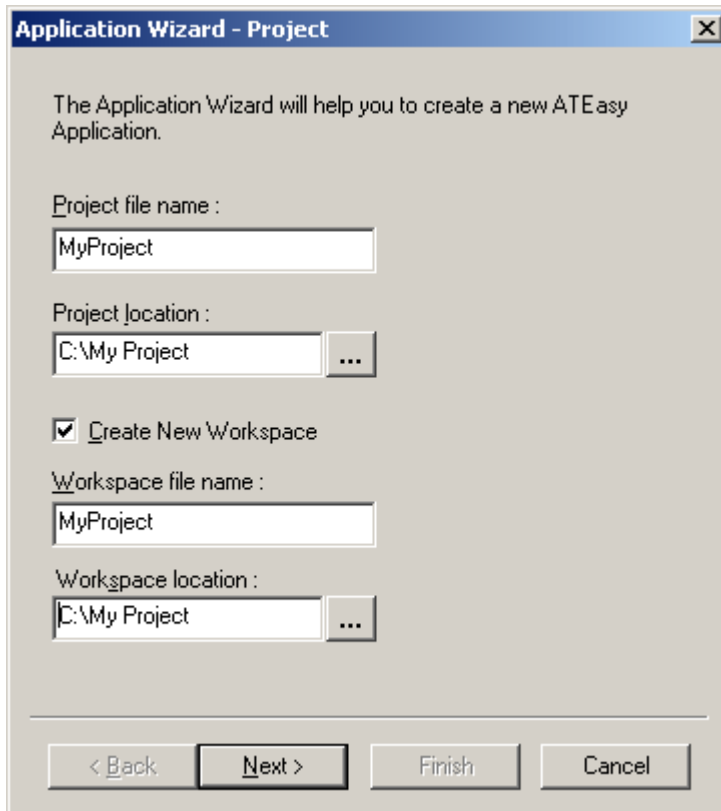 Application Wizard - Project
The Application Wizard will help you to create a new ATEasy
Application.
Project file name :
MyProject
Project location :
C:\My Project
...
Create New Workspace
Workspace file name :
MyProject
Workspace location :
C:\My Project
...
< Back
Next >
Finish
Cancel